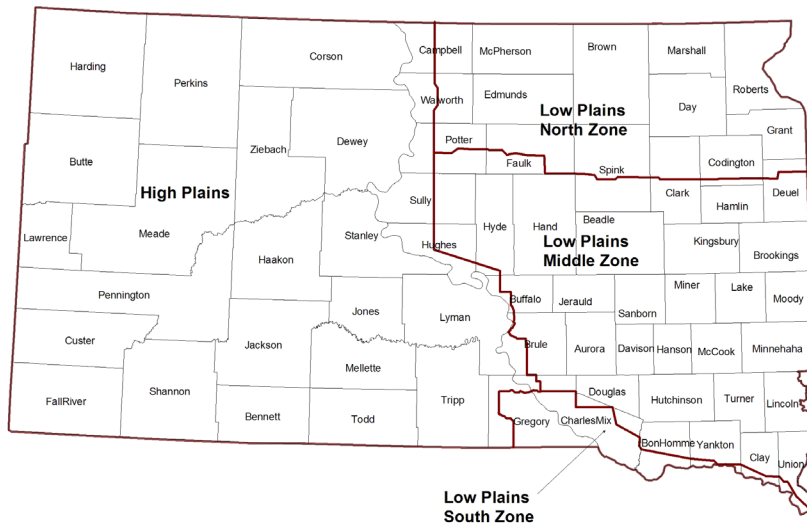 Corson
Campbell
McPherson
Brown
Marshall
Harding
Perkins
Roberts
Walworth
Edmunds
Day
Low Plains
North Zone
Grant
Potter
Dewey
Ziebach
Butte
Faulk
Spink
Codington
High Plains
Sully
Clark
Hamlin
Deuel
Lawrence
Meade
Stanley
Hughes
Hyde
Hand
Beadle
Low Plains
Middle Zone
Kingsbury
Brookings
Haakon
Pennington
Buffalo
Jerauld
Sanborn
Miner
Lake
Moody
Jones
Lyman
Custer
Jackson
Brule
Aurora
Davison
Hanson
McCook
Minnehaha
Mellette
FallRiver
Shannon
Bennett
Todd
Tripp
Gregory
CharlesMix
Douglas
Hutchinson
Turner
Lincoln
BonHomme
Yankton
Clay
Union
Low Plains
South Zone